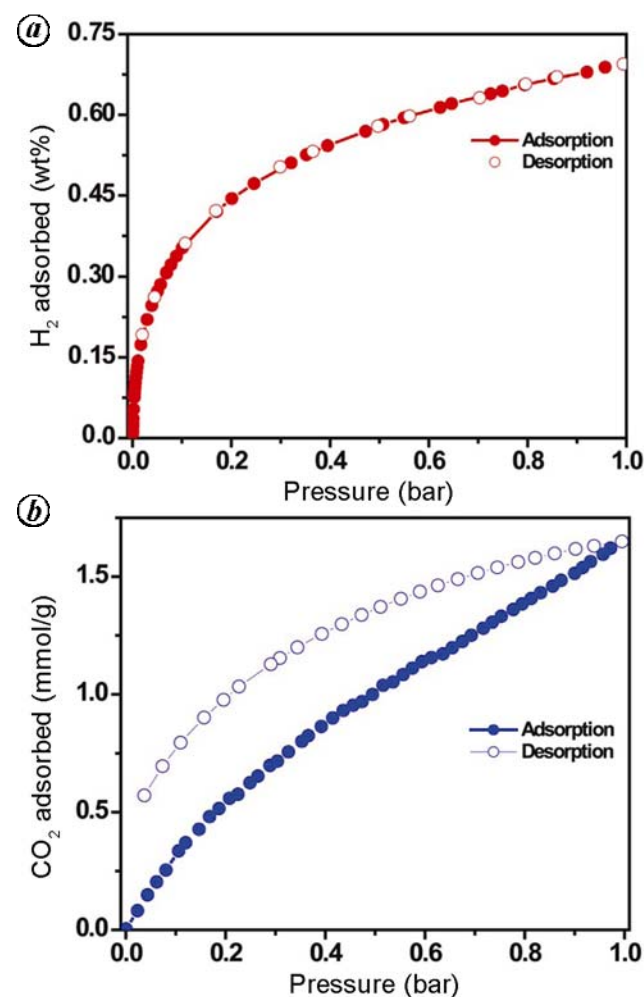 a
0.75
0.60
0.45
0.30
0.15
0.0
H₂ adsorbed (wt%)
Adsorption
Desorption
0.0 0.2 0.4 0.6 0.8 1.0
Pressure (bar)
b
1.5
1.0
0.5
0.0
CO₂ adsorbed (mmol/g)
Adsorption
Desorption
0.0 0.2 0.4 0.6 0.8 1.0
Pressure (bar)